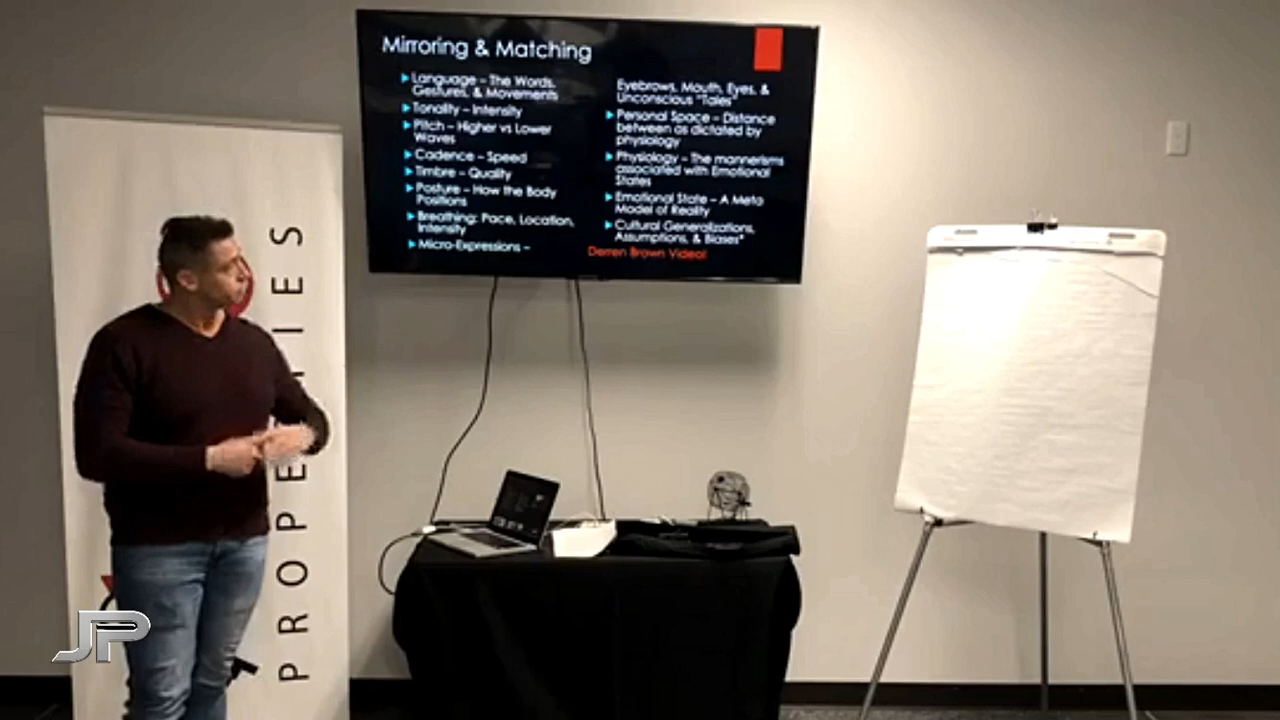 Mirroring & Matching
Language – The Words,
Gestures, & Movements
Tonality – Intensity
Pitch – Higher vs Lower
Waves
Cadence – Speed
Timbre – Quality
Posture – How the Body
Positions
Breathing: Pace, Location,
Intensity
Micro-Expressions –
Eyebrows, Mouth, Eyes, &
Unconscious "Tales"
Personal Space – Distance
between as dictated by
physiology
Physiology – The mannerisms
associated with Emotional
States
Emotional State – A Meta
Model of Reality
Cultural Generalizations,
Assumptions, & Biases*
Derren Brown Video!
JP